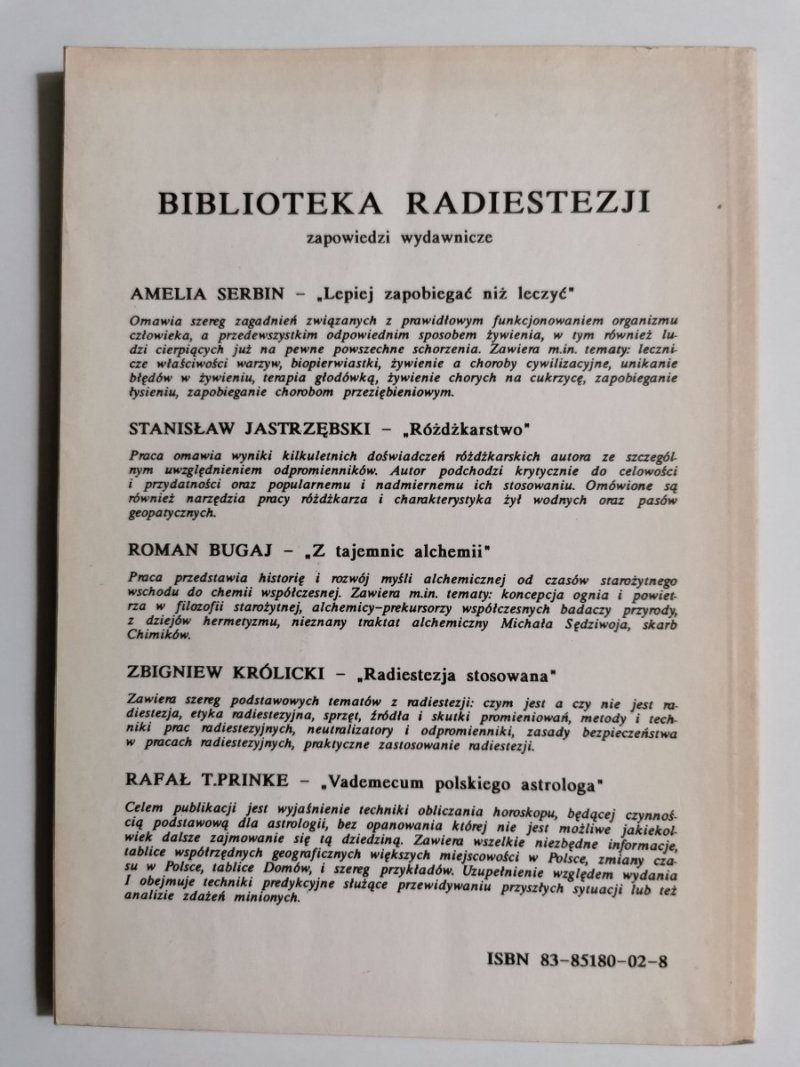 BIBLIOTEKA RADIESTEZJI
zapowiedzi wydawnicze
AMELIA SERBIN – „Lepiej zapobiegać niż leczyć"
Omawia szereg zagadnień związanych z prawidłowym funkcjonowaniem organizmu
człowieka, a przedewszystkim odpowiednim sposobem żywienia, w tym również lu-
dzi cierpiących już na pewne powszechne schorzenia. Zawiera m.in. tematy: leczni-
cze właściwości warzyw, biopierwiastki, żywienie a choroby cywilizacyjne, unikanie
błędów w żywieniu, terapia głodówką, żywienie chorych na cukrzycę, zapobieganie
łysieniu, zapobieganie chorobom przeziębieniowym.
STANISŁAW JASTRZĘBSKI – „Różdżkarstwo"
Praca omawia wyniki kilkuletnich doświadczeń różdżkarskich autora ze szczegól-
nym uwzględnieniem odpromienników. Autor podchodzi krytycznie do celowości
i przydatności oraz popularnemu i nadmiernemu ich stosowaniu. Omówione są
również narzędzia pracy różdżkarza i charakterystyka żył wodnych oraz pasów
geopatycznych.
ROMAN BUGAJ – „Z tajemnic alchemii"
Praca przedstawia historię i rozwój myśli alchemicznej od czasów starożytnego
wschodu do chemii współczesnej. Zawiera m.in. tematy: koncepcja ognia i powiet-
rza w filozofii starożytnej, alchemicy-prekursorzy współczesnych badaczy przyrody,
z dziejów hermetyzmu, nieznany traktat alchemiczny Michała Sędziwoja, skarb
Chimików.
ZBIGNIEW KRÓLICKI – „Radiestezja stosowana"
Zawiera szereg podstawowych tematów z radiestezji: czym jest a czy nie jest ra-
diestezja, etyka radiestezyjna, sprzęt, źródła i skutki promieniowań, metody i tech-
niki prac radiestezyjnych, neutralizatory i odpromienniki, zasady bezpieczeństwa
w pracach radiestezyjnych, praktyczne zastosowanie radiestezji.
RAFAŁ T.PRINKE – „Vademecum polskiego astrologa"
Celem publikacji jest wyjaśnienie techniki obliczania horoskopu, będącej czynnoś-
cią podstawową dla astrologii, bez opanowania której nie jest możliwe jakiekol-
wiek dalsze zajmowanie się tą dziedziną. Zawiera wszelkie niezbędne informacje,
tablice współrzędnych geograficznych większych miejscowości w Polsce, zmiany cza-
su w Polsce, tablice Domów, i szereg przykładów. Uzupełnienie względem wydania
I obejmuje techniki predykcyjne służące przewidywaniu przyszłych sytuacji lub też
analizie zdażeń minionych.
ISBN 83-85180-02-8